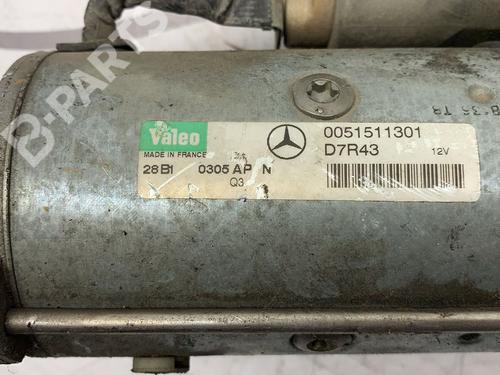 B-PARTS
Valeo
MADE IN FRANCE
0051511301
D7R43 12V
28B1 0305 AP N
Q3